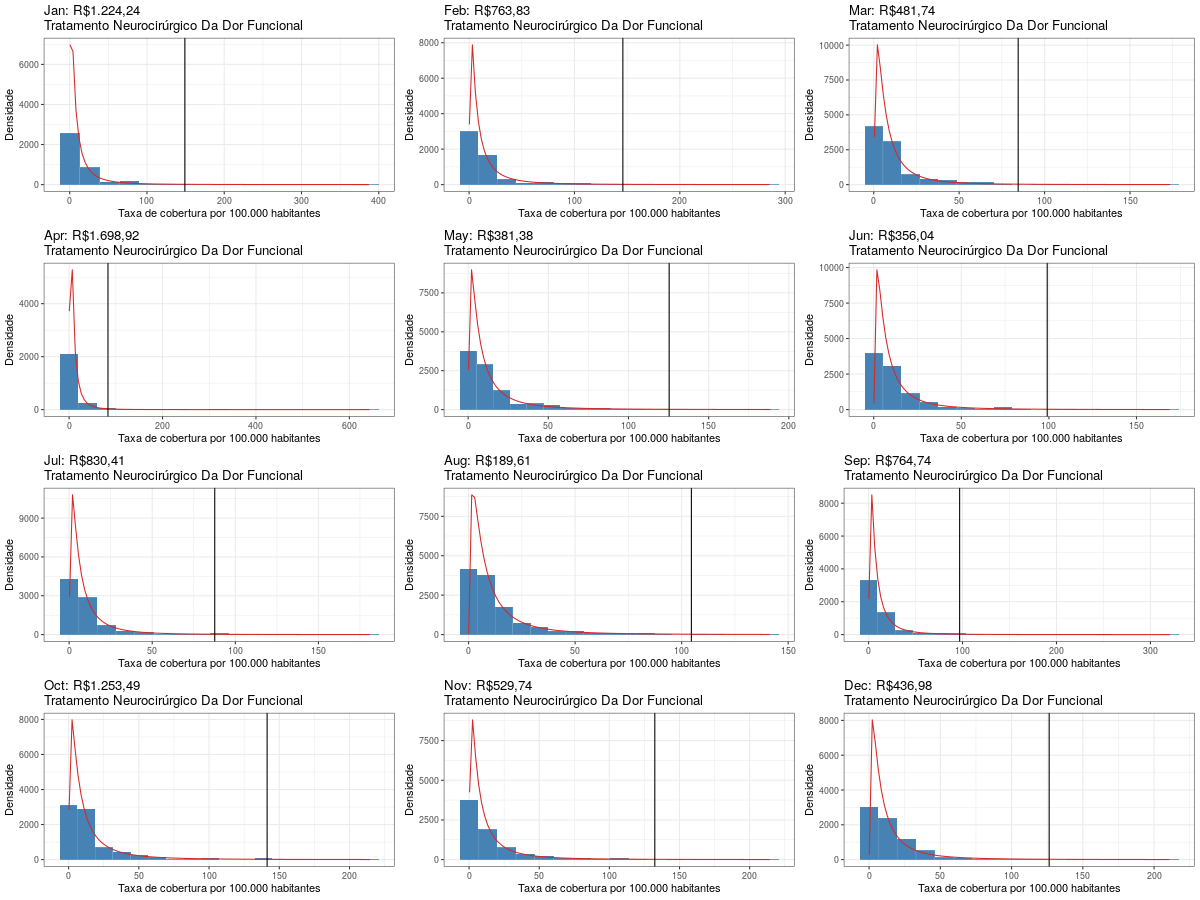 Jan: R$1.224,24
Tratamento Neurocirúrgico Da Dor Funcional
Densidade
6000
4000
2000
0
0 100 200 300 400
Taxa de cobertura por 100.000 habitantes
Feb: R$763,83
Tratamento Neurocirúrgico Da Dor Funcional
Densidade
8000
6000
4000
2000
0
0 100 200 300
Taxa de cobertura por 100.000 habitantes
Mar: R$481,74
Tratamento Neurocirúrgico Da Dor Funcional
Densidade
10000
7500
5000
2500
0
0 50 100 150
Taxa de cobertura por 100.000 habitantes
Apr: R$1.698,92
Tratamento Neurocirúrgico Da Dor Funcional
Densidade
4000
2000
0
0 200 400 600
Taxa de cobertura por 100.000 habitantes
May: R$381,38
Tratamento Neurocirúrgico Da Dor Funcional
Densidade
7500
5000
2500
0
0 50 100 150 200
Taxa de cobertura por 100.000 habitantes
Jun: R$356,04
Tratamento Neurocirúrgico Da Dor Funcional
Densidade
10000
7500
5000
2500
0
0 50 100 150
Taxa de cobertura por 100.000 habitantes
Jul: R$830,41
Tratamento Neurocirúrgico Da Dor Funcional
Densidade
9000
6000
3000
0
0 50 100 150
Taxa de cobertura por 100.000 habitantes
Aug: R$189,61
Tratamento Neurocirúrgico Da Dor Funcional
Densidade
7500
5000
2500
0
0 50 100 150
Taxa de cobertura por 100.000 habitantes
Sep: R$764,74
Tratamento Neurocirúrgico Da Dor Funcional
Densidade
8000
6000
4000
2000
0
0 100 200 300
Taxa de cobertura por 100.000 habitantes
Oct: R$1.253,49
Tratamento Neurocirúrgico Da Dor Funcional
Densidade
8000
6000
4000
2000
0
0 50 100 150 200
Taxa de cobertura por 100.000 habitantes
Nov: R$529,74
Tratamento Neurocirúrgico Da Dor Funcional
Densidade
7500
5000
2500
0
0 50 100 150 200
Taxa de cobertura por 100.000 habitantes
Dec: R$436,98
Tratamento Neurocirúrgico Da Dor Funcional
Densidade
8000
6000
4000
2000
0
0 50 100 150 200
Taxa de cobertura por 100.000 habitantes